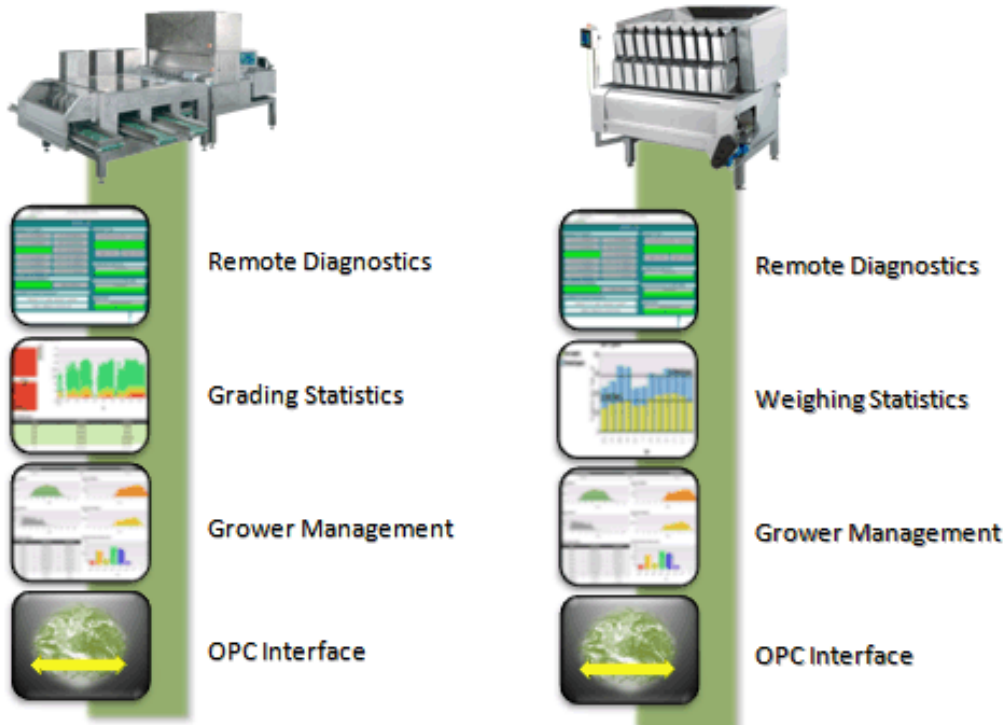 Remote Diagnostics
Grading Statistics
Grower Management
OPC Interface
Remote Diagnostics
Weighing Statistics
Grower Management
OPC Interface